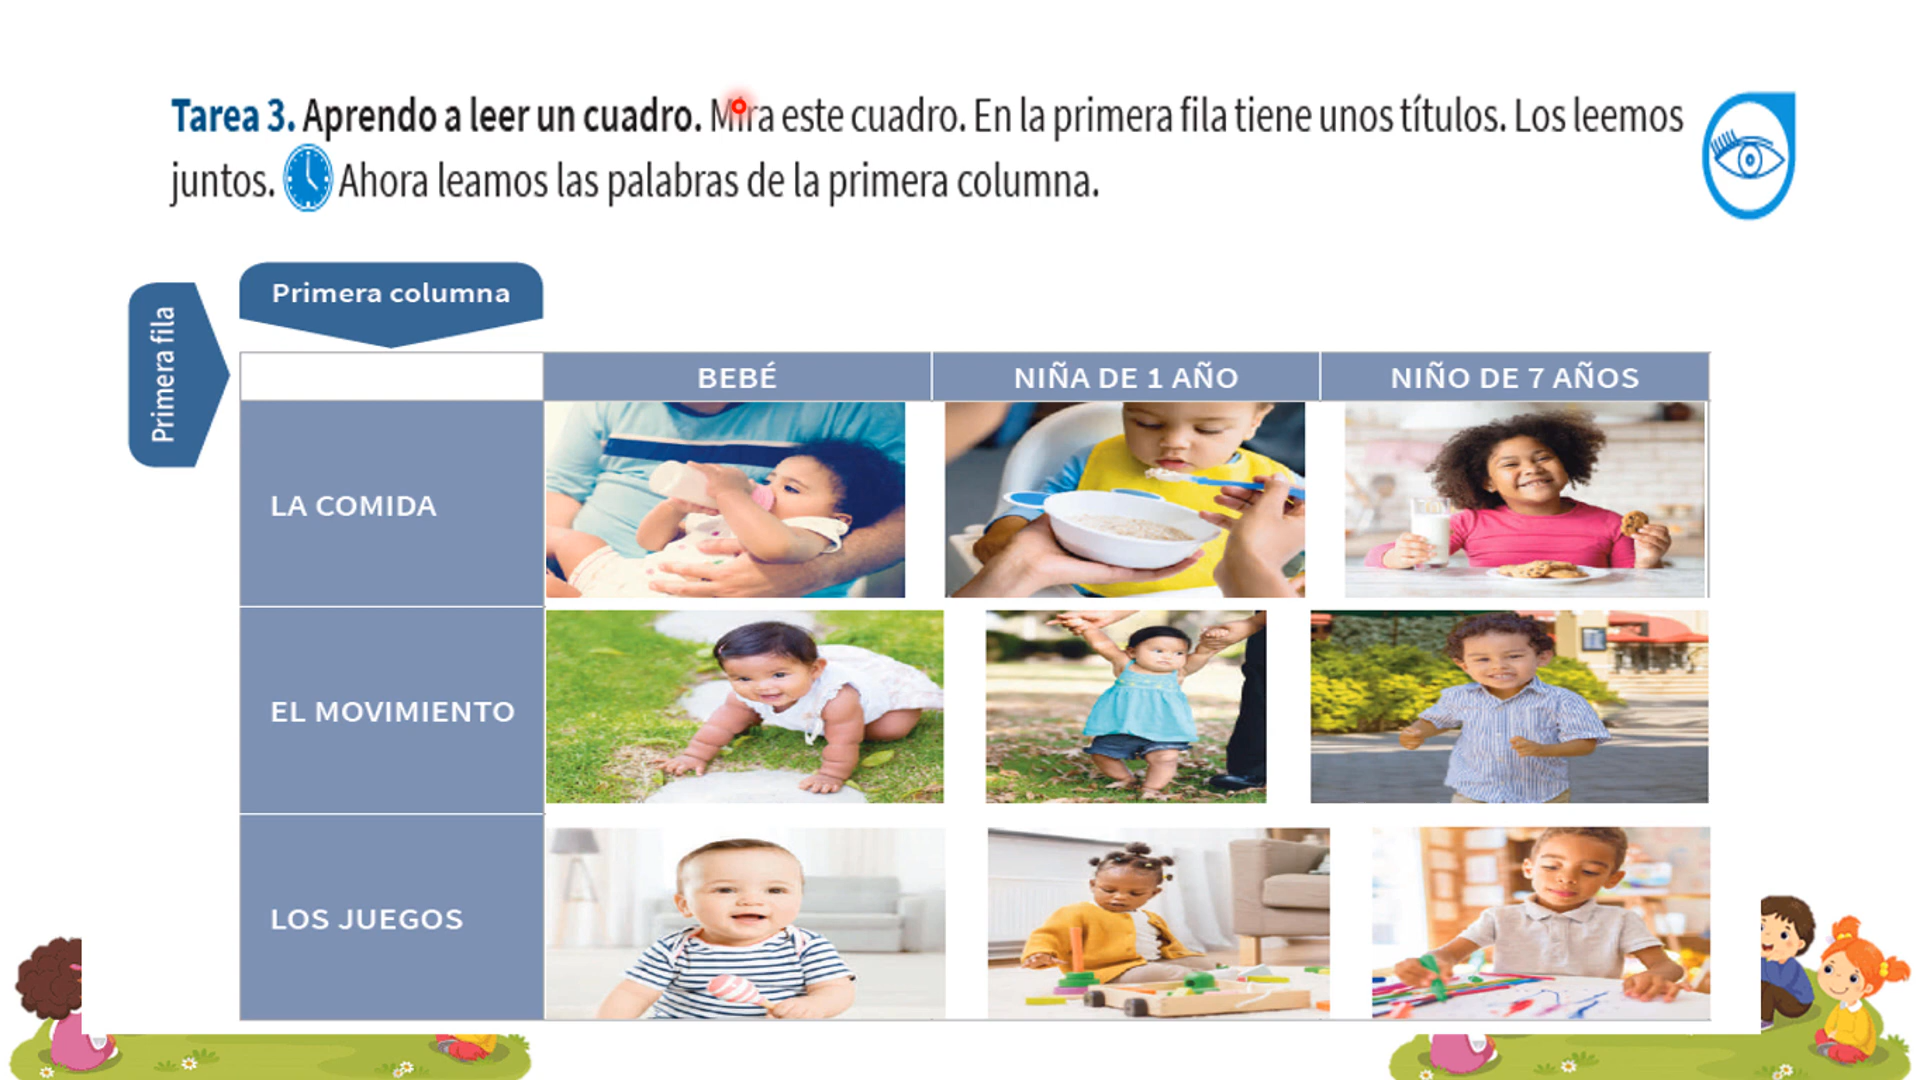 Tarea 3. Aprendo a leer un cuadro. Mira este cuadro. En la primera fila tiene unos títulos. Los leemos
juntos. Ahora leamos las palabras de la primera columna.
Primera columna
Primera fila
BEBÉ NIÑA DE 1 AÑO NIÑO DE 7 AÑOS
LA COMIDA
EL MOVIMIENTO
LOS JUEGOS